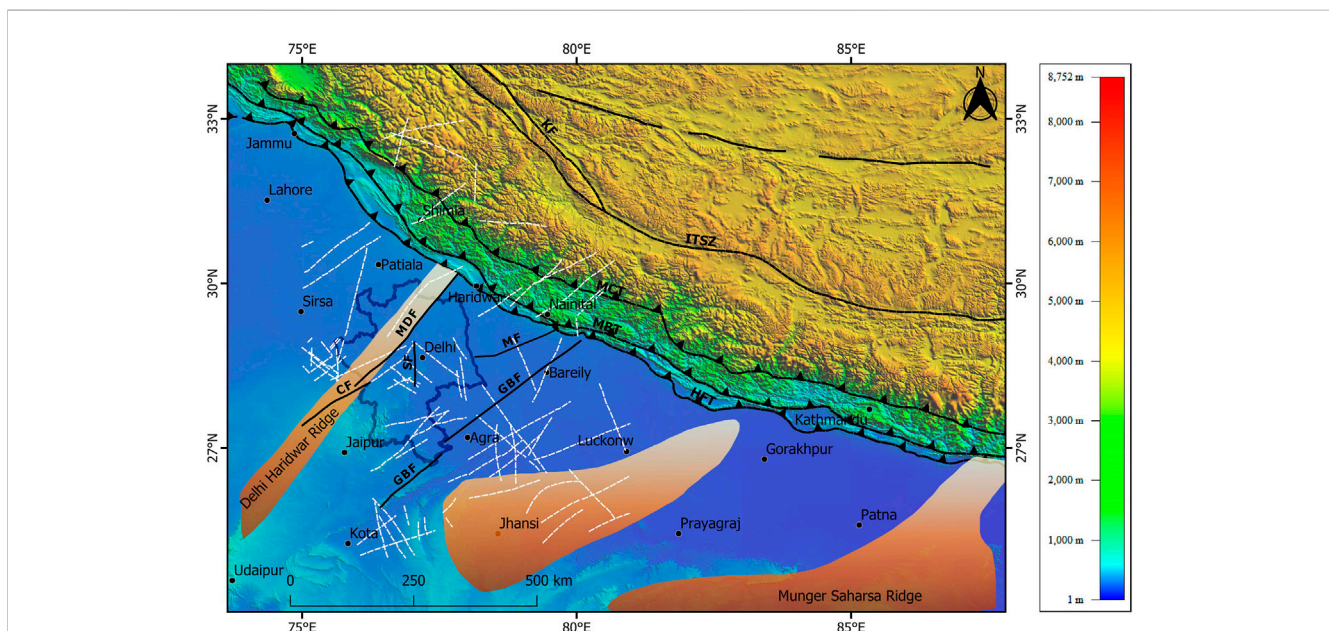 75°E
80°E
85°E
N
33°N
33°N
KF
Jammu
Lahore
Shimla
ITSZ
Patiala
30°N
30°N
Haridwar
MCT
Sirsa
Nainital
MDF
MBT
MF
Delhi
SF
Bareily
GBF
CF
HFT
Kathmandu
Delhi Haridwar Ridge
27°N
27°N
Jaipur
Agra
Luckonw
Gorakhpur
GBF
Jhansi
Patna
Kota
Prayagraj
Udaipur
0
250
500 km
Munger Saharsa Ridge
75°E
80°E
85°E
8,752 m
8,000 m
7,000 m
6,000 m
5,000 m
4,000 m
3,000 m
2,000 m
1,000 m
1 m